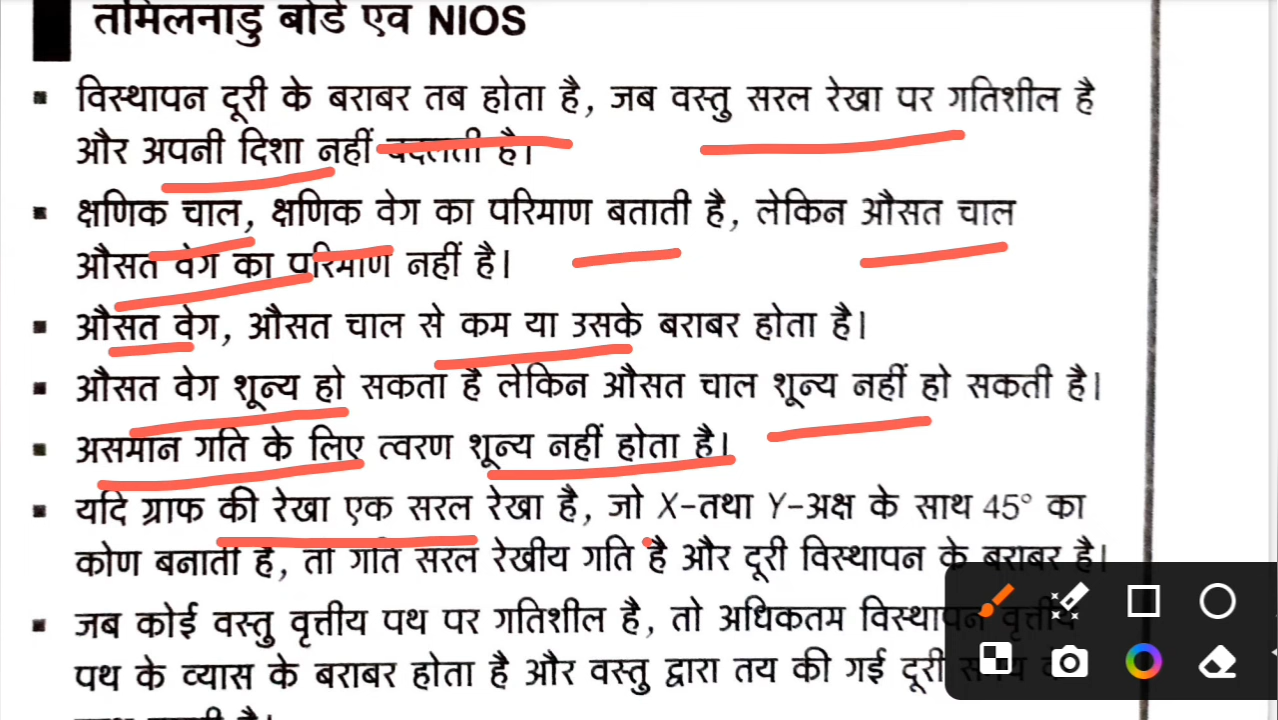 तमिलनाडु बोर्ड एवं NIOS
▪ विस्थापन दूरी के बराबर तब होता है, जब वस्तु सरल रेखा पर गतिशील है
और अपनी दिशा नहीं बदलती है।
▪ क्षणिक चाल, क्षणिक वेग का परिमाण बताती है, लेकिन औसत चाल
औसत वेग का परिमाण नहीं है।
▪ औसत वेग, औसत चाल से कम या उसके बराबर होता है।
▪ औसत वेग शून्य हो सकता है लेकिन औसत चाल शून्य नहीं हो सकती है।
▪ असमान गति के लिए त्वरण शून्य नहीं होता है।
▪ यदि ग्राफ की रेखा एक सरल रेखा है, जो X-तथा Y-अक्ष के साथ 45° का
कोण बनाती है, तो गति सरल रेखीय गति है और दूरी विस्थापन के बराबर है।
▪ जब कोई वस्तु वृत्तीय पथ पर गतिशील है, तो अधिकतम विस्थापन वृत्तीय
पथ के व्यास के बराबर होता है और वस्तु द्वारा तय की गई दूरी